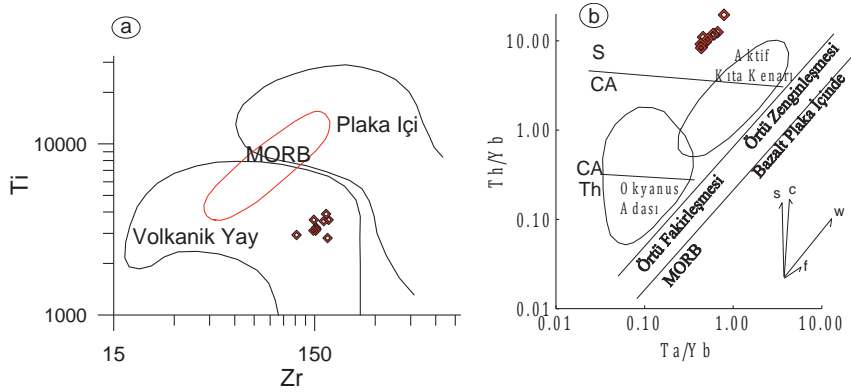 a
Ti
10000
1000
15
150
Zr
Plaka Içi
MORB
Volkanik Yay
b
Th/Yb
10.00
1.00
0.10
0.01
0.01
0.10
1.00
10.00
Ta/Yb
S
CA
CA
Th
Aktif
Kıta Kenarı
Okyanus
Adası
Örtü Zenginleşmesi
Bazalt Plaka Içinde
Örtü Fakirleşmesi
MORB
s
c
w
f